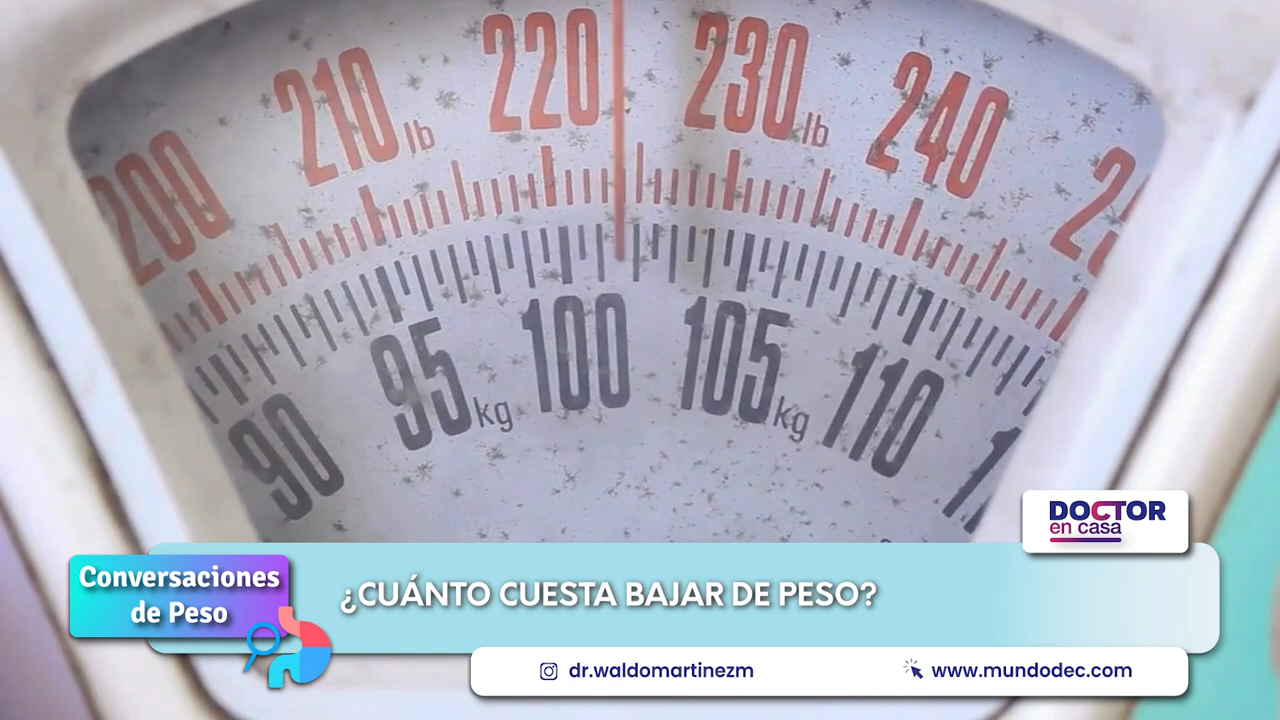 200
210 lb
220
230 lb
240
90
95 kg
100
105 kg
110
DOCTOR
en casa
Conversaciones
de Peso
¿CUÁNTO CUESTA BAJAR DE PESO?
dr.waldomartinezm
www.mundodec.com